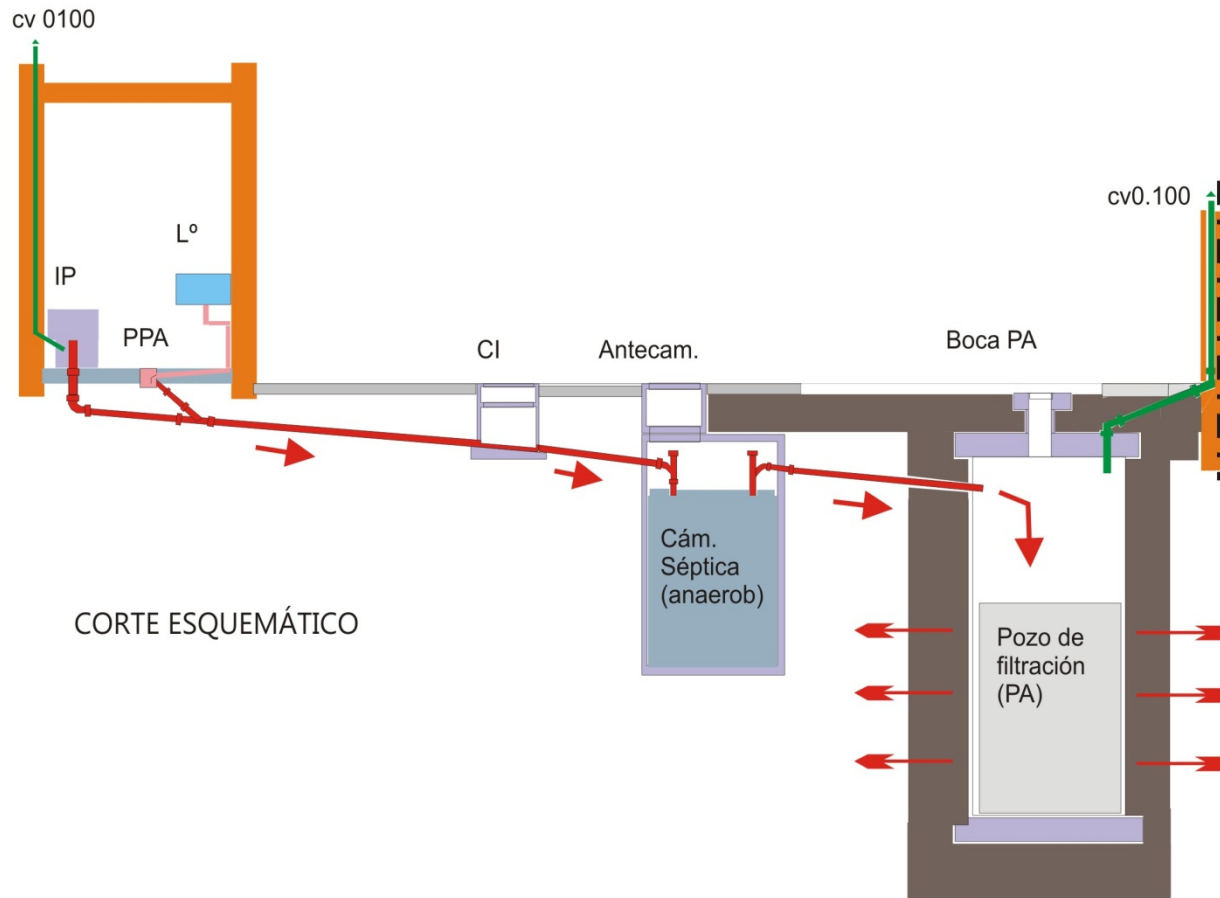 cv 0100
cv0.100
Lº
IP
PPA
CI
Antecam.
Boca PA
Cám.
Séptica
(anaerob)
CORTE ESQUEMÁTICO
Pozo de
filtración
(PA)